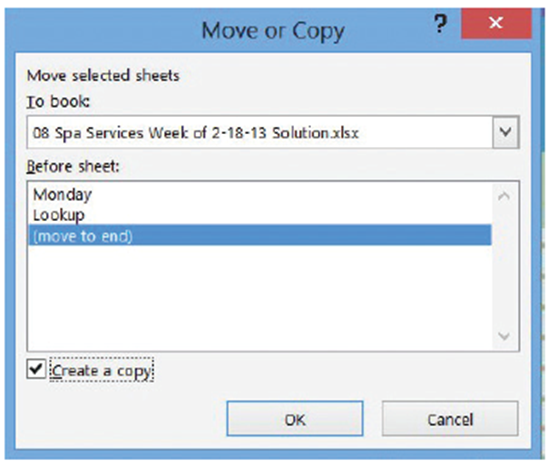 Move or Copy
?
×
Move selected sheets
To book:
08 Spa Services Week of 2-18-13 Solution.xlsx
Before sheet:
Monday
Lookup
(move to end)
Create a copy
OK
Cancel